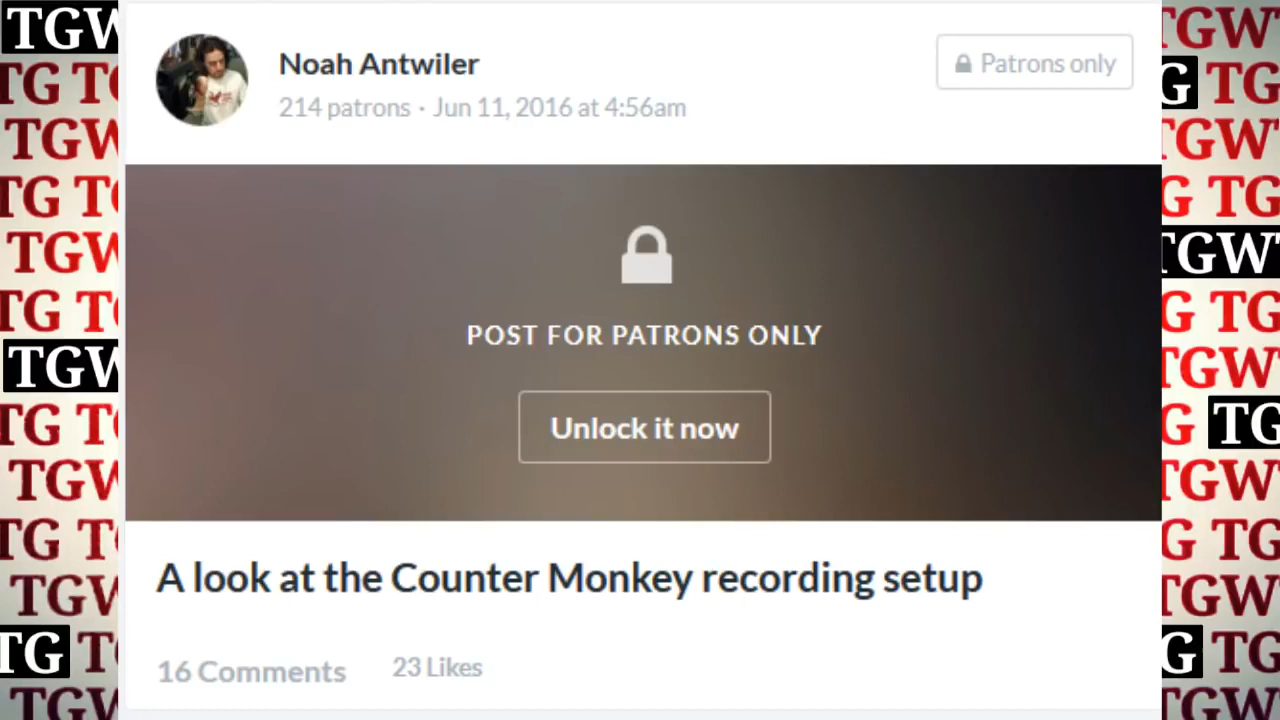 Noah Antwiler
Patrons only
214 patrons · Jun 11, 2016 at 4:56am
POST FOR PATRONS ONLY
Unlock it now
A look at the Counter Monkey recording setup
16 Comments
23 Likes